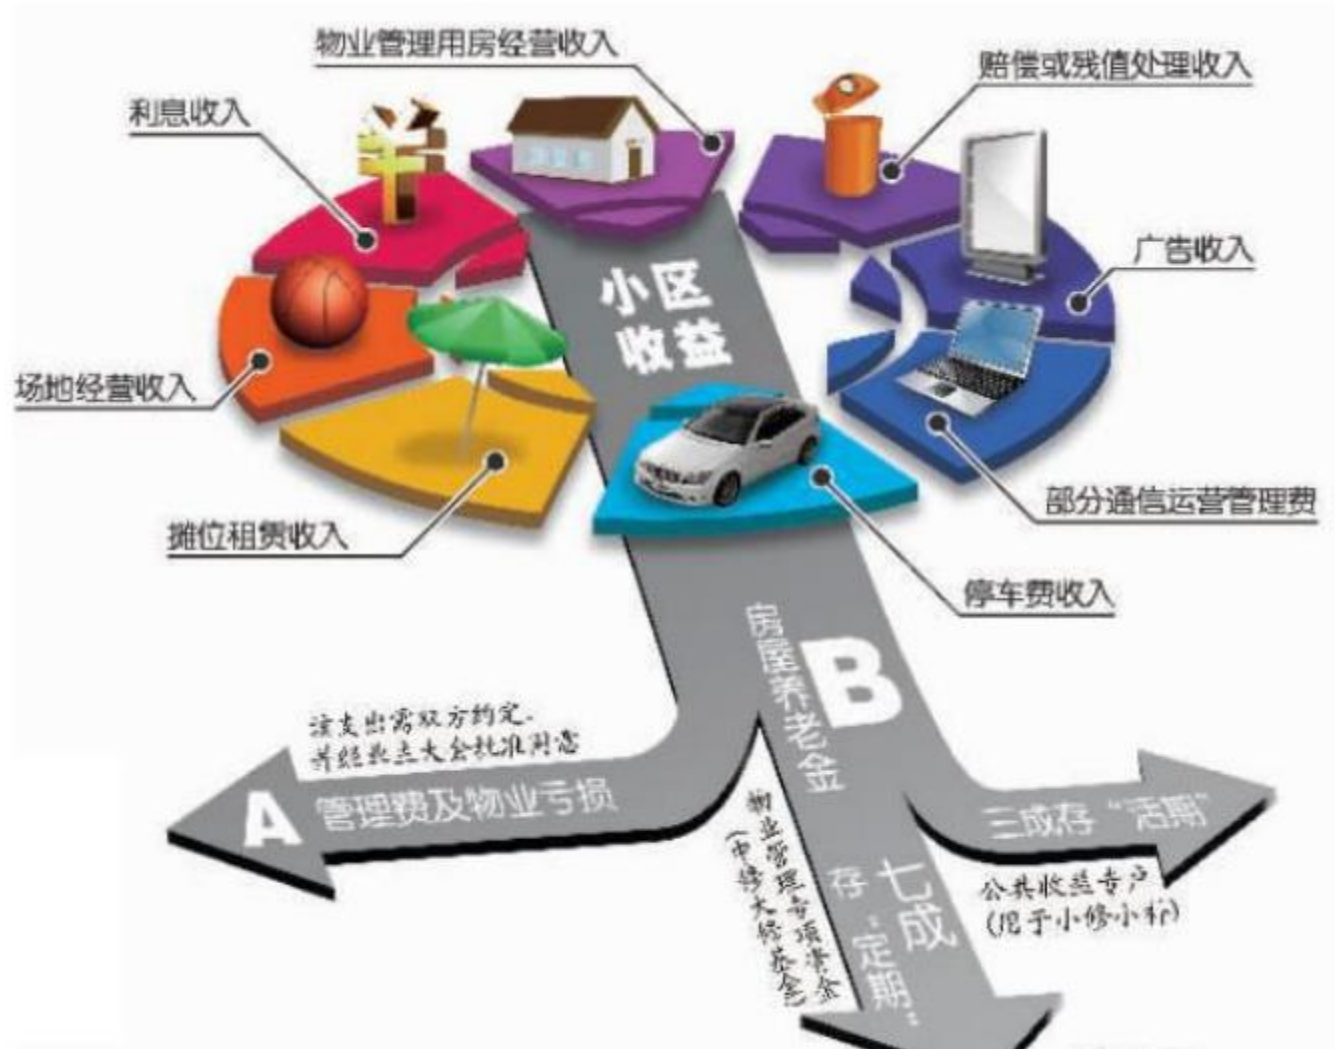 物业管理用房经营收入
赔偿或残值处理收入
利息收入
广告收入
小区
收益
场地经营收入
部分通信运营管理费
摊位租赁收入
停车费收入
房屋养老金
B
该支出需双方约定,
并经业主大会批准同意
A 管理费及物业亏损
三成存“活期”
物业管理专项资金
(中修大修基金)
七成
存“定期”
公共收益专户
(用于小修小补)